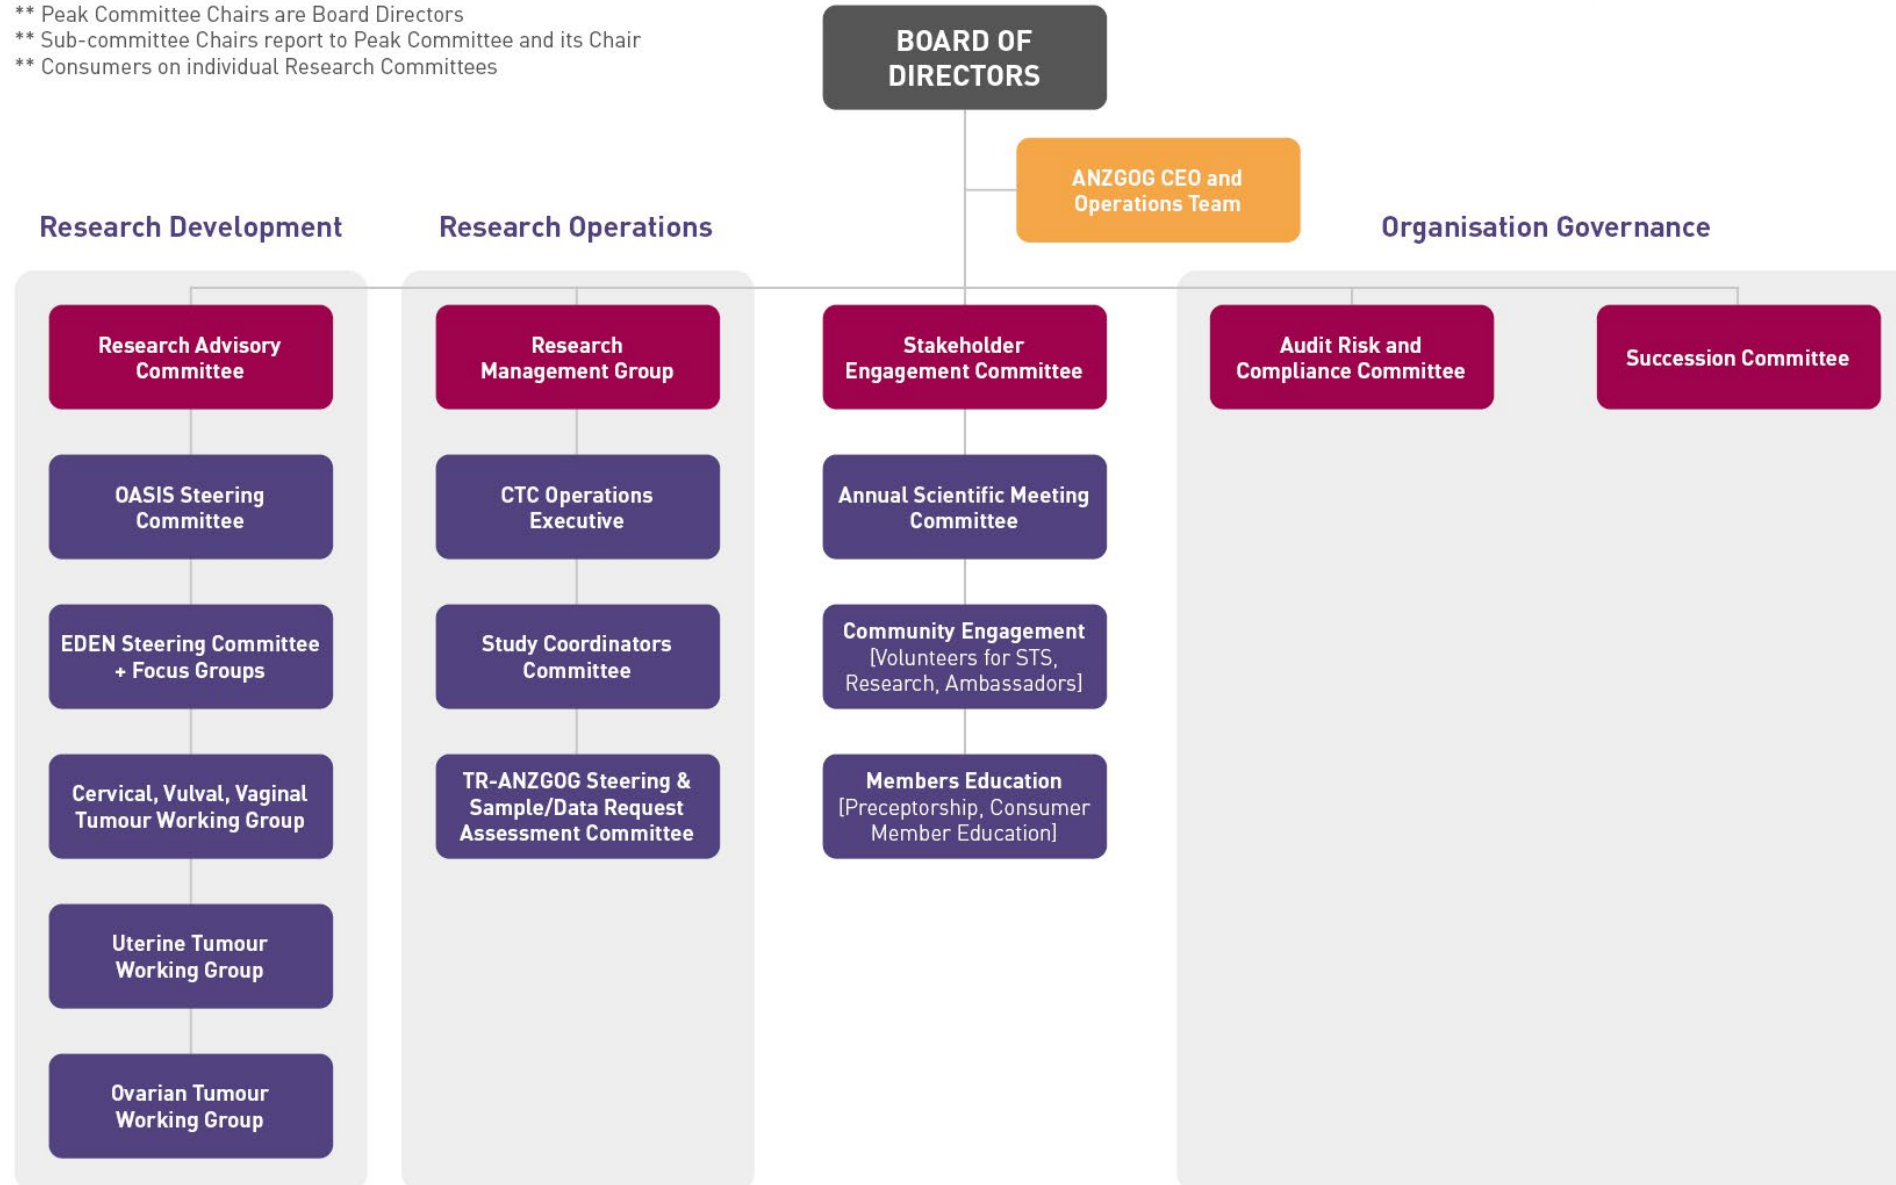 ** Peak Committee Chairs are Board Directors
** Sub-committee Chairs report to Peak Committee and its Chair
** Consumers on individual Research Committees
BOARD OF
DIRECTORS
ANZGOG CEO and
Operations Team
Research Development
Research Operations
Organisation Governance
Research Advisory
Committee
Research
Management Group
Stakeholder
Engagement Committee
Audit Risk and
Compliance Committee
Succession Committee
OASIS Steering
Committee
CTC Operations
Executive
Annual Scientific Meeting
Committee
EDEN Steering Committee
+ Focus Groups
Study Coordinators
Committee
Community Engagement
[Volunteers for STS,
Research, Ambassadors]
Cervical, Vulval, Vaginal
Tumour Working Group
TR-ANZGOG Steering &
Sample/Data Request
Assessment Committee
Members Education
[Preceptorship, Consumer
Member Education]
Uterine Tumour
Working Group
Ovarian Tumour
Working Group